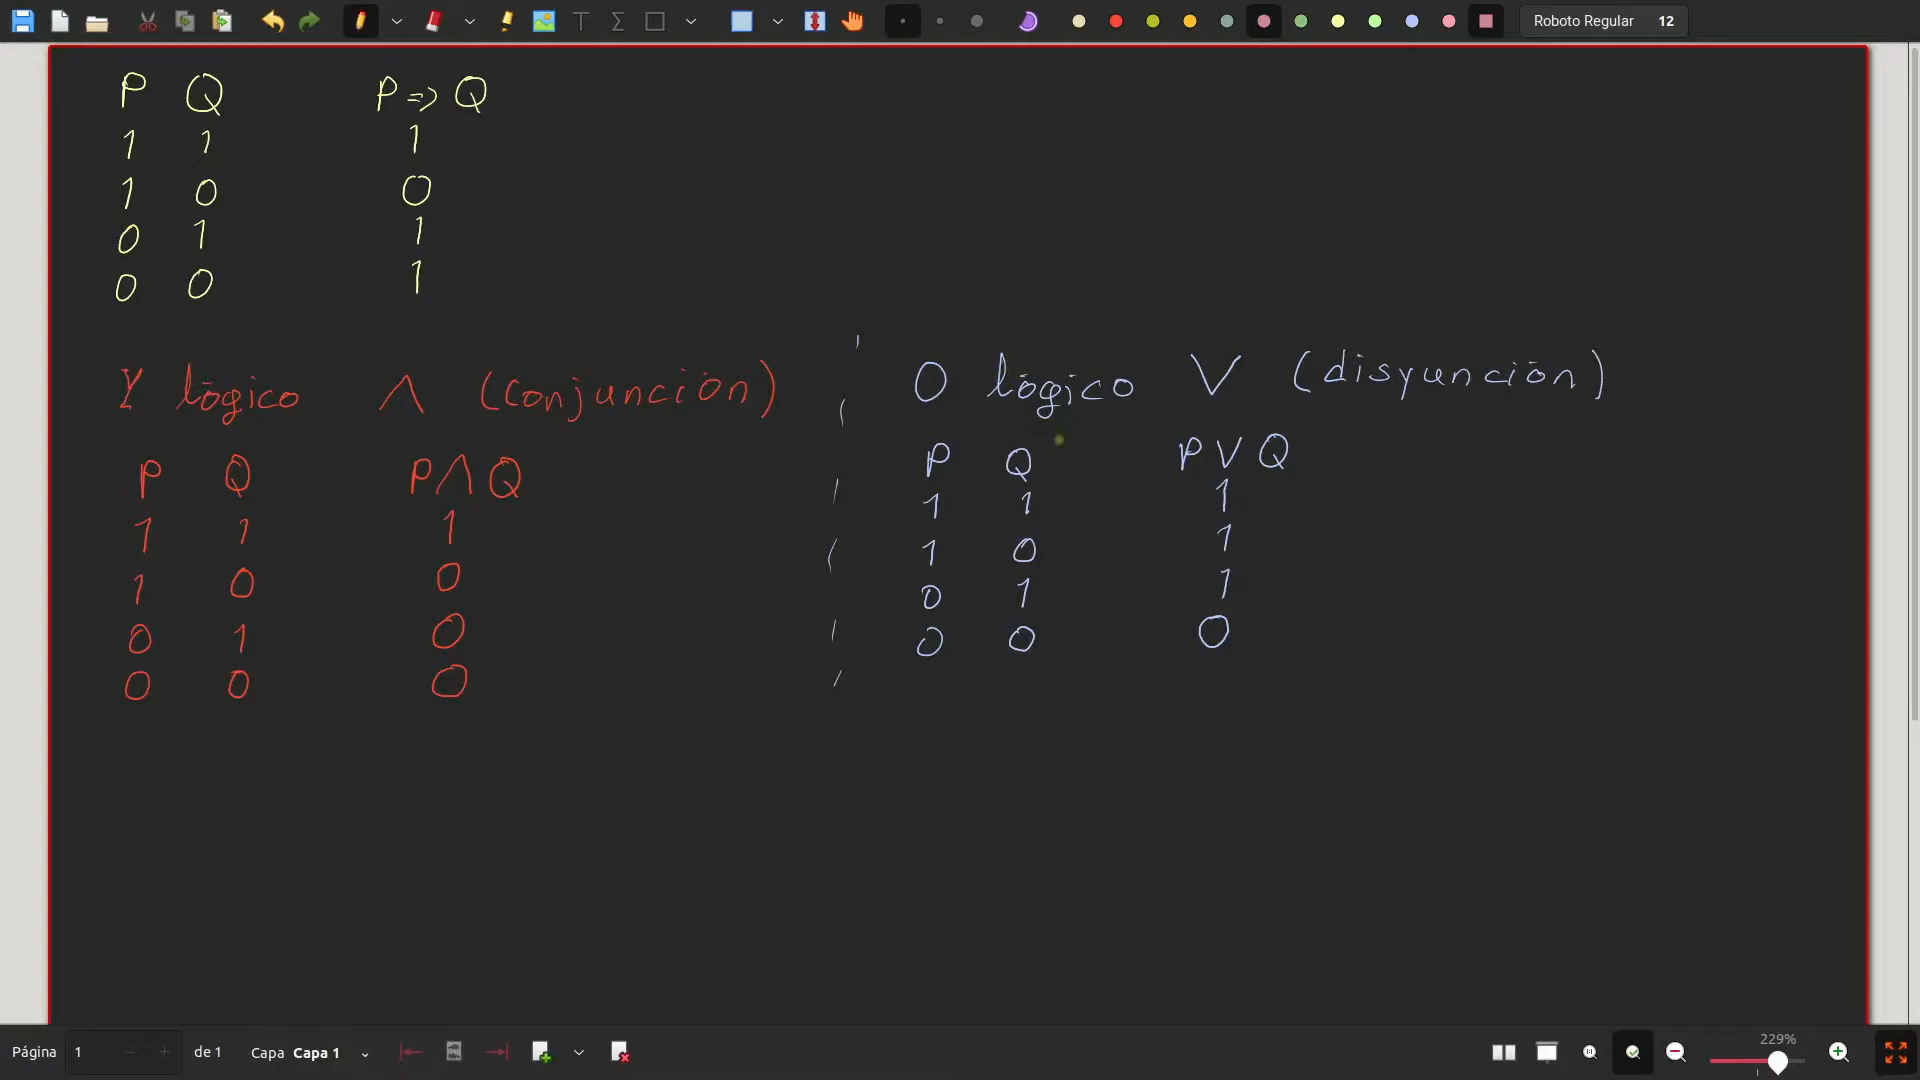 Roboto Regular 12
P Q P => Q
1 1 1
1 0 0
0 1 1
0 0 1
Y lógico ∧ (conjunción)
P Q P ∧ Q
1 1 1
1 0 0
0 1 0
0 0 0
O lógico ∨ (disyunción)
P Q P ∨ Q
1 1 1
1 0 1
0 1 1
0 0 0
Página 1 de 1 Capa Capa 1
229%